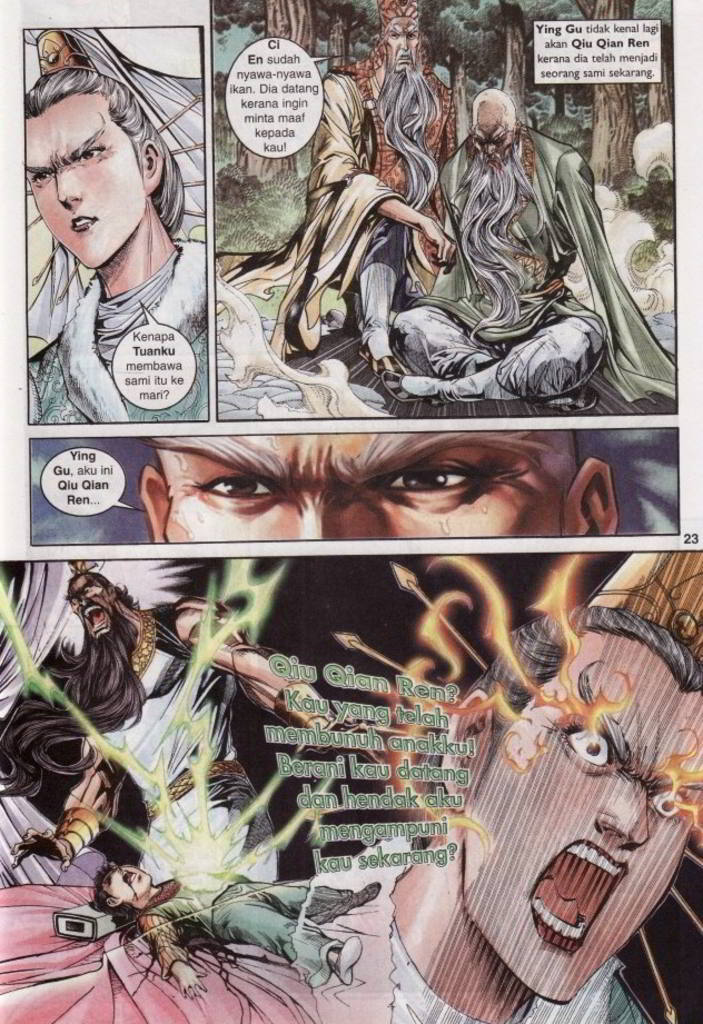 Kenapa
Tuanku
membawa
sami itu ke
mari?
Ci
En sudah
nyawa-nyawa
ikan. Dia datang
kerana ingin
minta maaf
kepada
kau!
Ying Gu tidak kenal lagi
akan Qiu Qian Ren
kerana dia telah menjadi
seorang sami sekarang.
Ying
Gu, aku ini
Qiu Qian
Ren...
23
Qiu Qian Ren?
Kau yang telah
membunuh anakku!
Berani kau datang
dan hendak aku
mengampuni
kau sekarang?